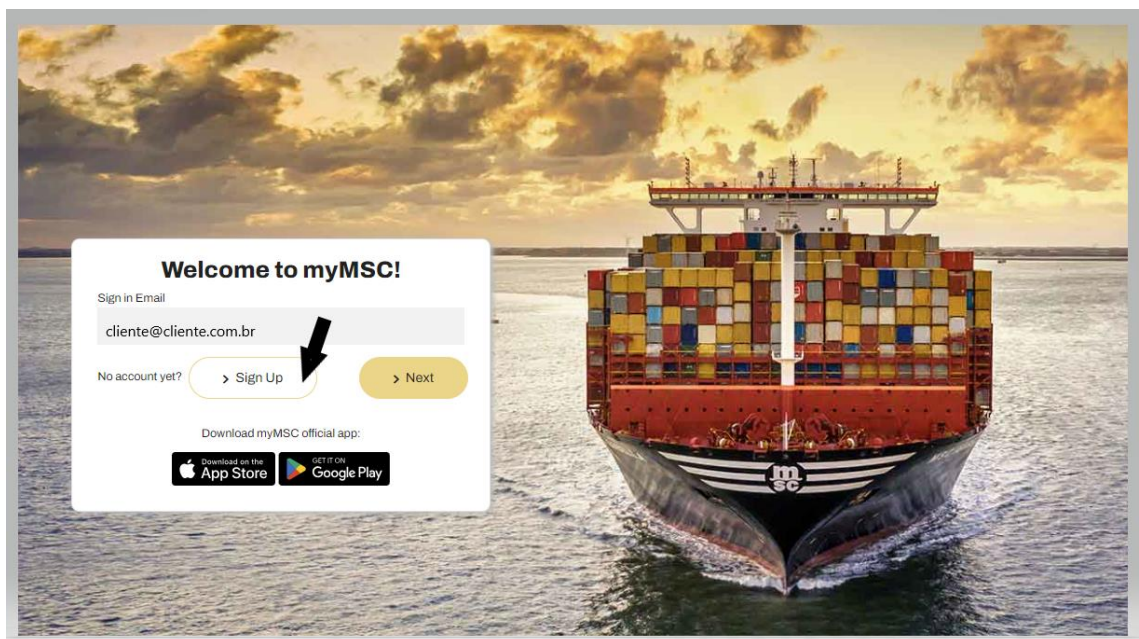 Welcome to myMSC!
Sign in Email
cliente@cliente.com.br
No account yet?
› Sign Up
› Next
Download myMSC official app:
Download on the
App Store
GET IT ON
Google Play
m
sc